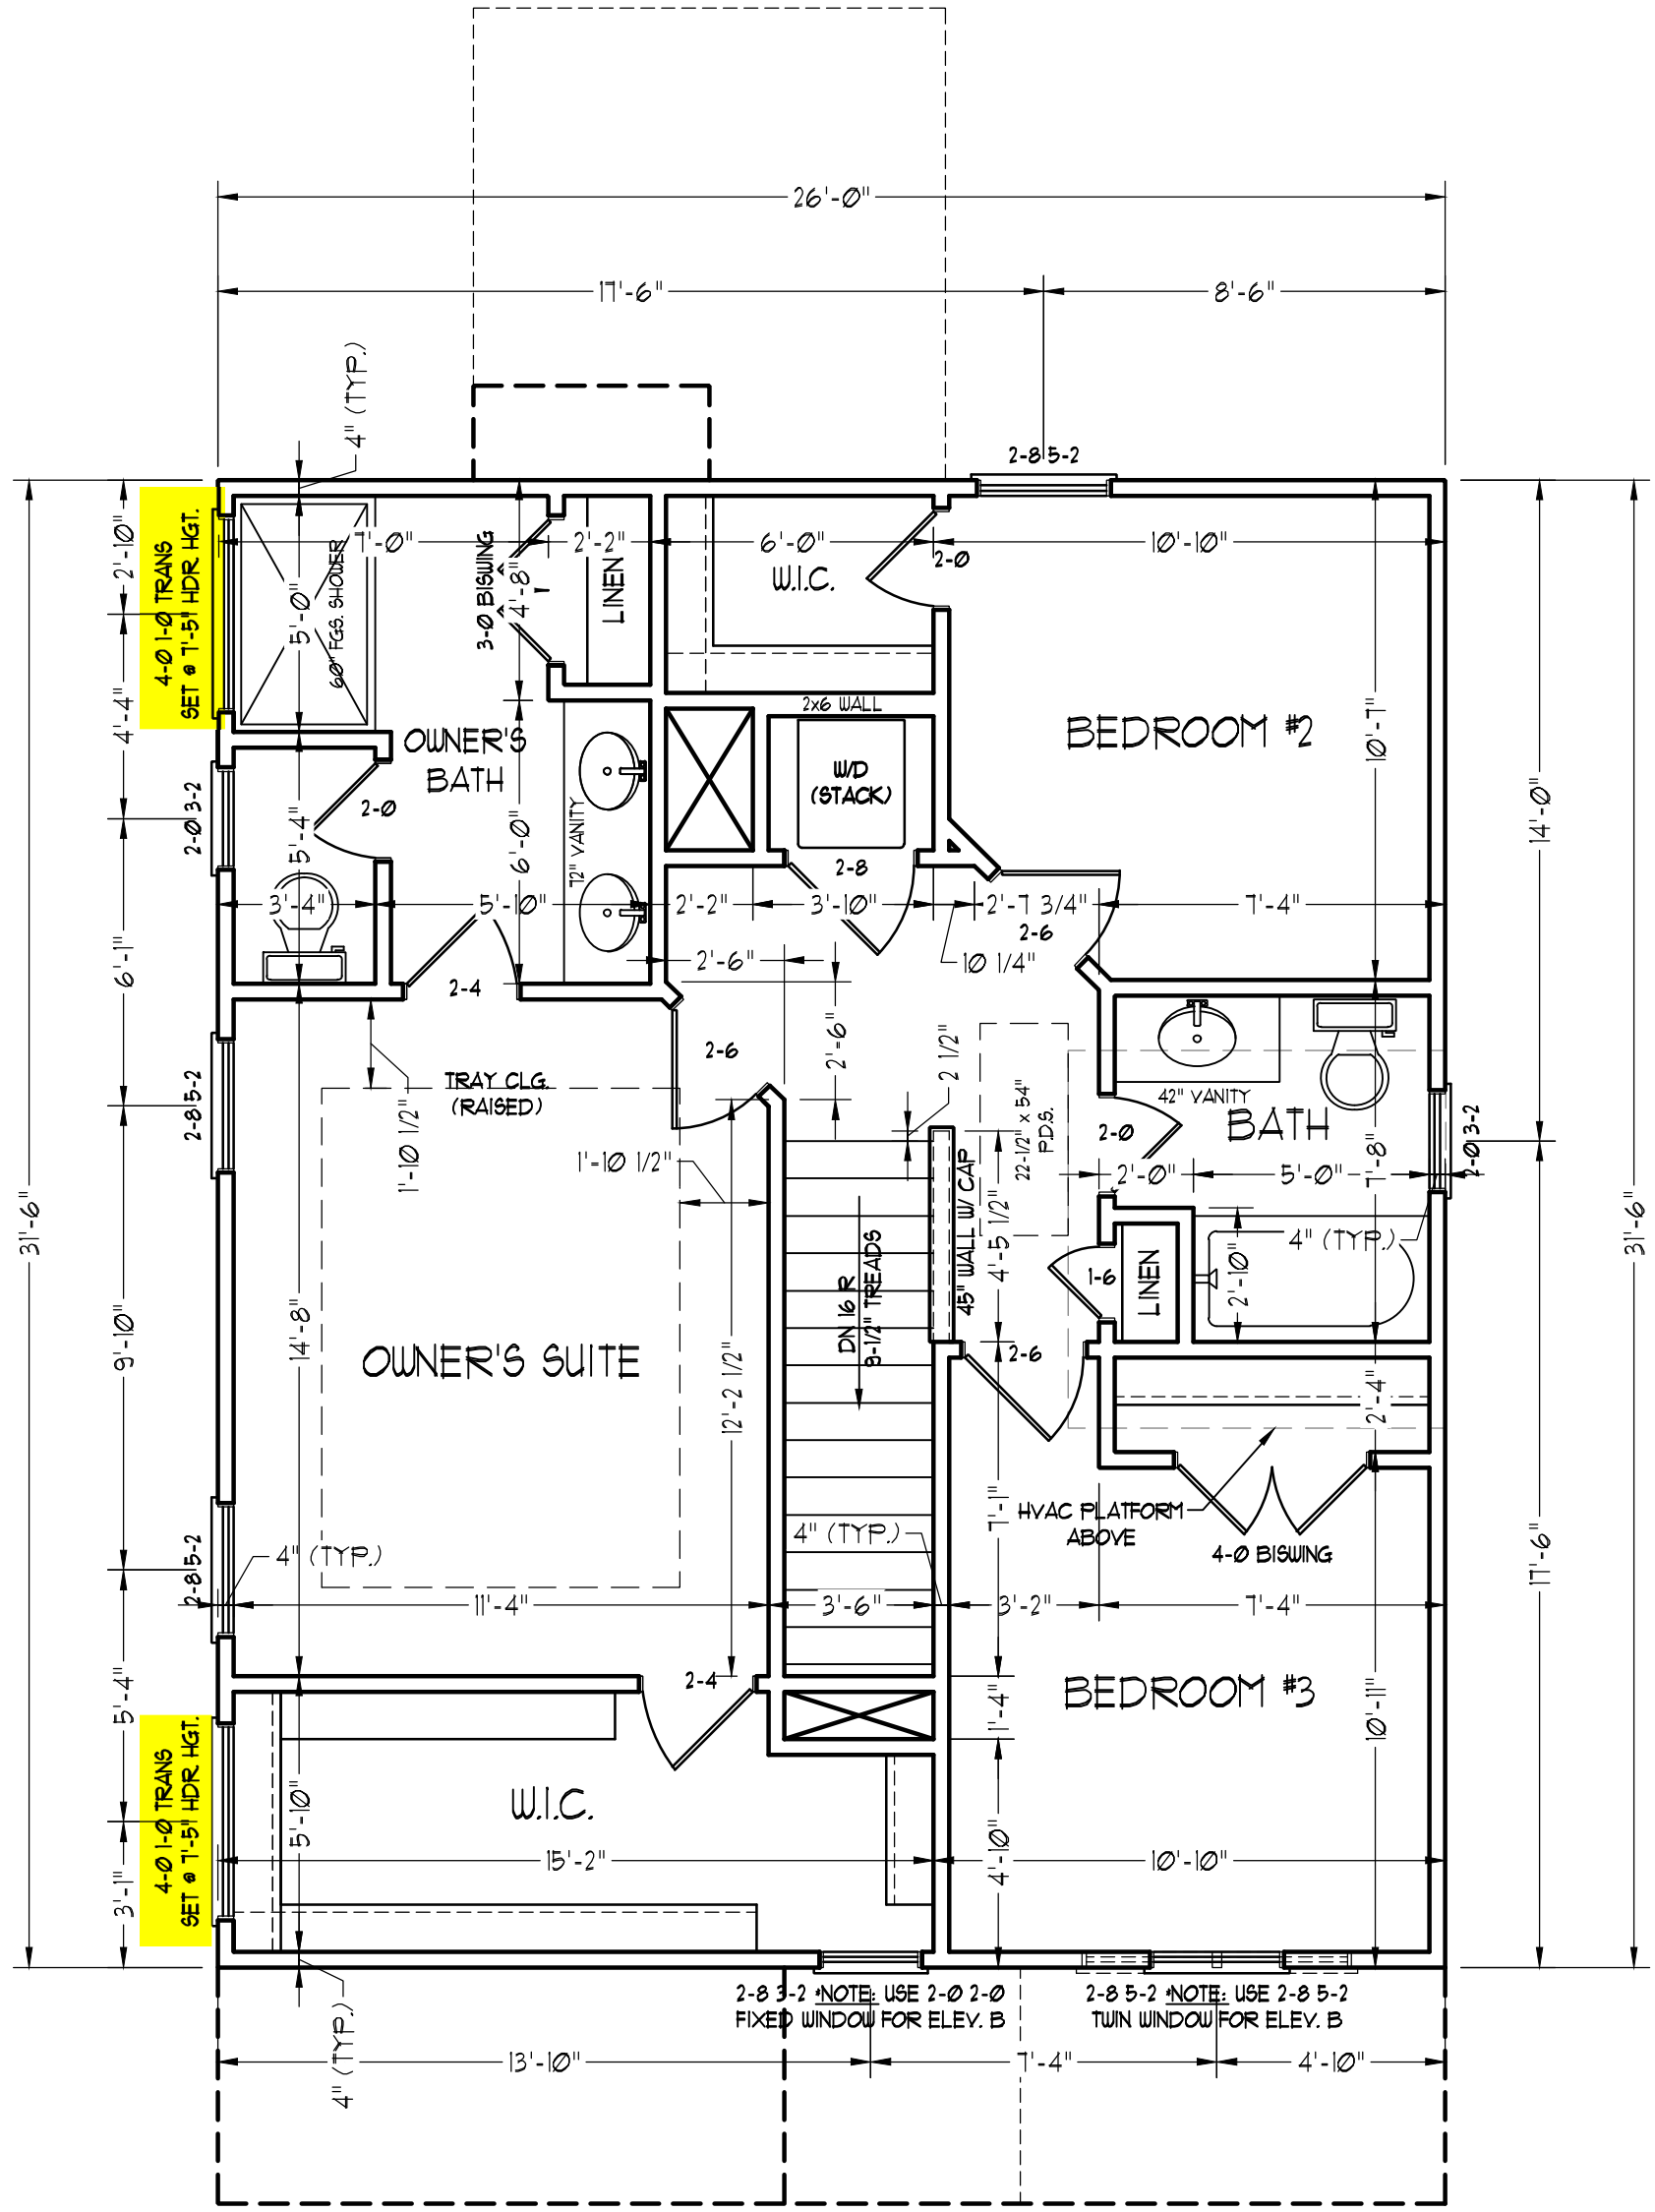 26'-0"
17'-6"
8'-6"
4" (TYP.)
2-8 5-2
2'-10"
4-0 1-0 TRANS
SET @ 7'-5" HDR. HGT.
7'-0"
3-0 BISWING
2'-2"
6'-0"
2-0
10'-10"
W.I.C.
LINEN
4'-8"
5'-0"
60" FGS. SHOWER
4'-4"
2x6 WALL
OWNER'S
BATH
BEDROOM #2
10'-7"
W/D
(STACK)
2-0 3-2
2-0
5'-4"
6'-0"
72" VANITY
2-8
14'-0"
3'-4"
5'-10"
2'-2"
3'-10"
2'-7 3/4"
7'-4"
2-6
10 1/4"
2'-6"
6'-1"
2-4
2-6
2'-6"
2 1/2"
TRAY CLG.
(RAISED)
1'-10 1/2"
2-8 5-2
22-1/2" x 54"
P.D.S.
42" VANITY
BATH
2-0
2-0 3-2
1'-10 1/2"
2'-0"
5'-0"
7'-8"
31'-6"
31'-6"
45" WALL W/ CAP
4'-5 1/2"
4" (TYP.)
2'-10"
LINEN
1-6
DN 16 R
9-1/2" TREADS
9'-10"
14'-8"
OWNER'S SUITE
12'-2 1/2"
2-6
2'-4"
7'-1"
HVAC PLATFORM
ABOVE
4-0 BISWING
17'-6"
4" (TYP.)
4" (TYP.)
2-8 5-2
11'-4"
3'-6"
3'-2"
7'-4"
2-4
5'-4"
1'-4"
BEDROOM #3
10'-11"
4-0 1-0 TRANS
SET @ 7'-5" HDR. HGT.
W.I.C.
5'-10"
15'-2"
4'-10"
10'-10"
3'-1"
2-8 3-2 *NOTE: USE 2-0 2-0
FIXED WINDOW FOR ELEV. B
2-8 5-2 *NOTE: USE 2-8 5-2
TWIN WINDOW FOR ELEV. B
4" (TYP.)
13'-10"
7'-4"
4'-10"